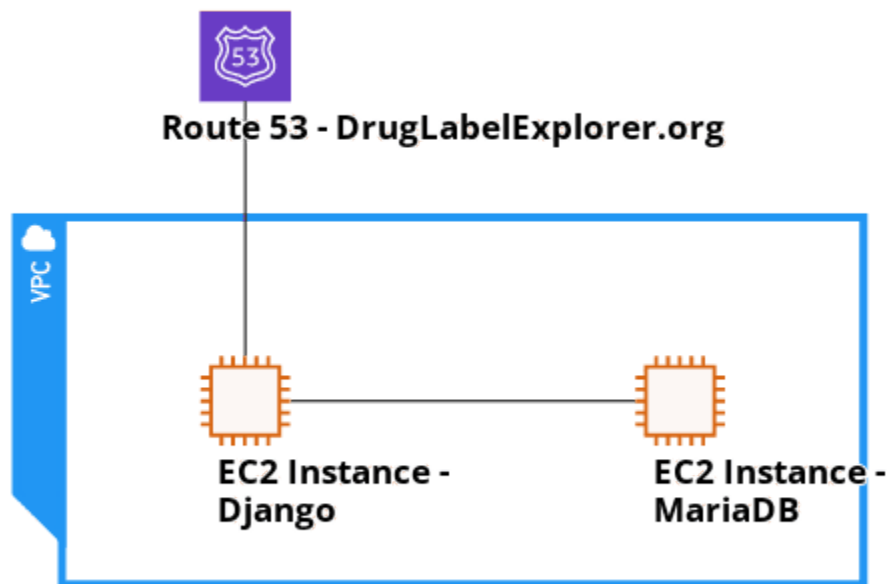 53
Route 53 - DrugLabelExplorer.org
VPC
EC2 Instance -
Django
EC2 Instance -
MariaDB